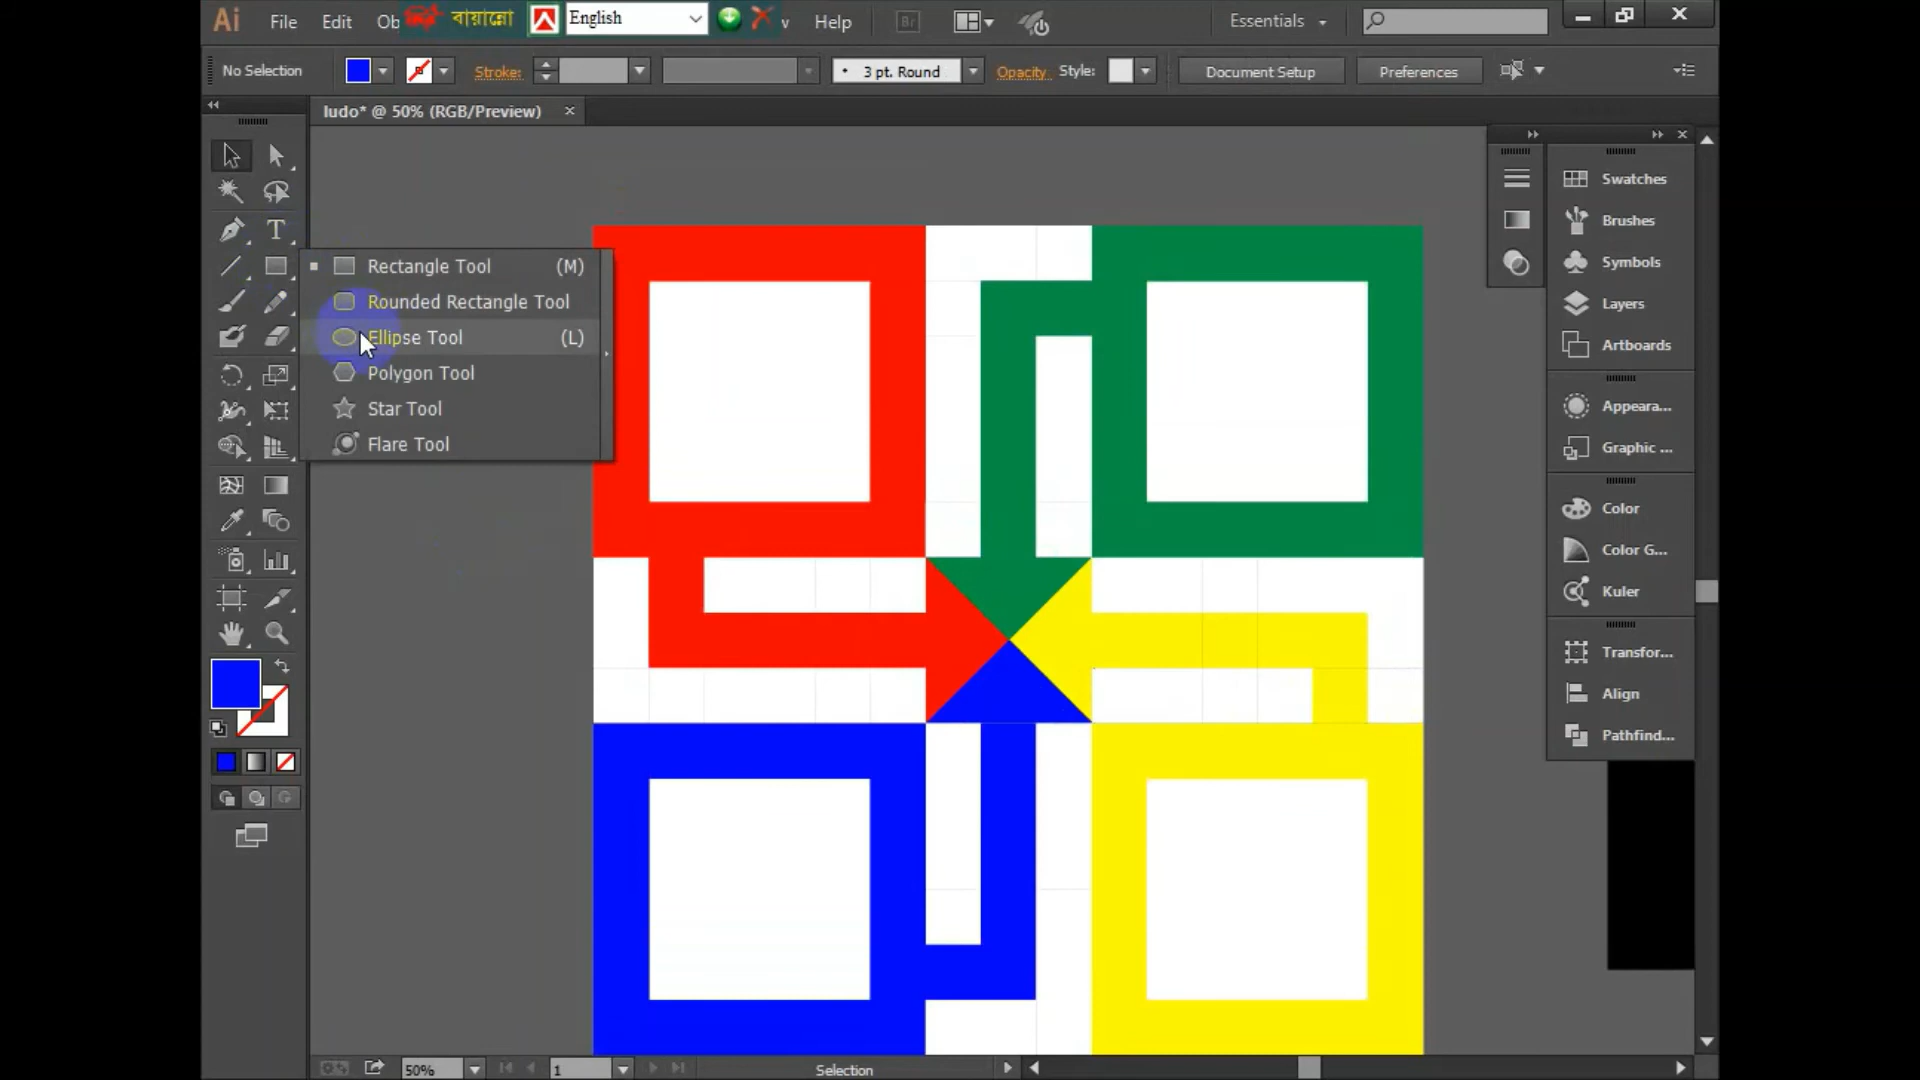 Ai File Edit Ob বায়ান্নো English Help Br Essentials
No Selection Stroke: 3 pt. Round Opacity Style: Document Setup Preferences
ludo* @ 50% (RGB/Preview)
Rectangle Tool (M)
Rounded Rectangle Tool
Ellipse Tool (L)
Polygon Tool
Star Tool
Flare Tool
T
Swatches
Brushes
Symbols
Layers
Artboards
Appeara...
Graphic ...
Color
Color G...
Kuler
Transfor...
Align
Pathfind...
50% 1 Selection